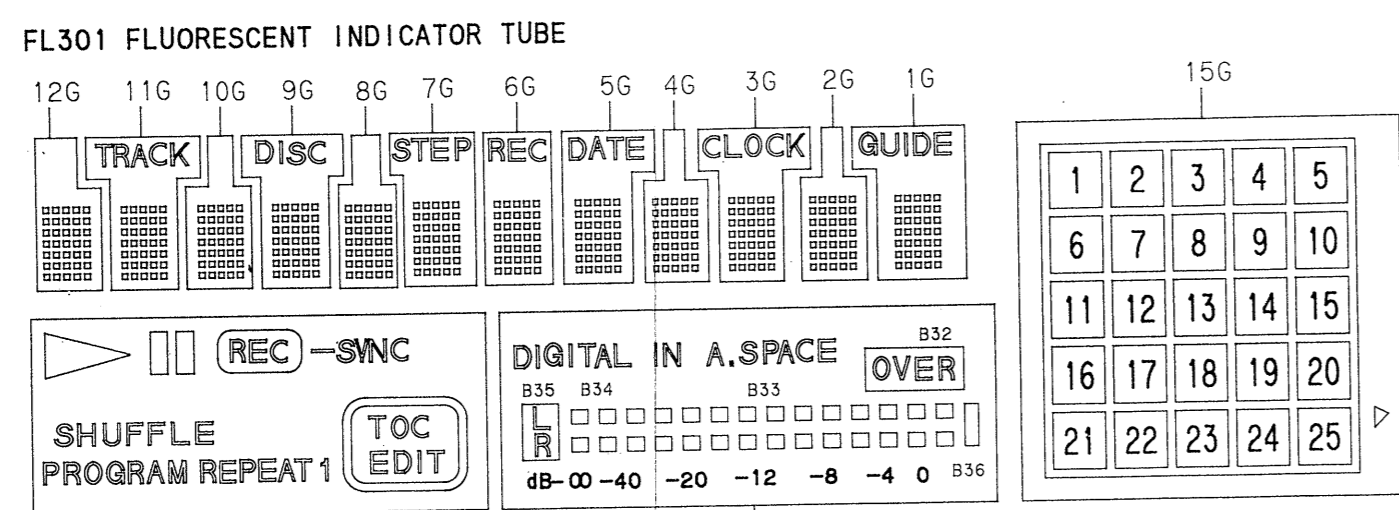 FL301 FLUORESCENT INDICATOR TUBE
12G 11G 10G 9G 8G 7G 6G 5G 4G 3G 2G 1G
TRACK DISC STEP REC DATE CLOCK GUIDE
REC -SYNC
SHUFFLE
PROGRAM REPEAT 1
TOC
EDIT
DIGITAL IN A.SPACE
B32
OVER
B35 B34 B33
L
R
dB-∞ -40 -20 -12 -8 -4 0 B36
15G
1 2 3 4 5
6 7 8 9 10
11 12 13 14 15
16 17 18 19 20
21 22 23 24 25